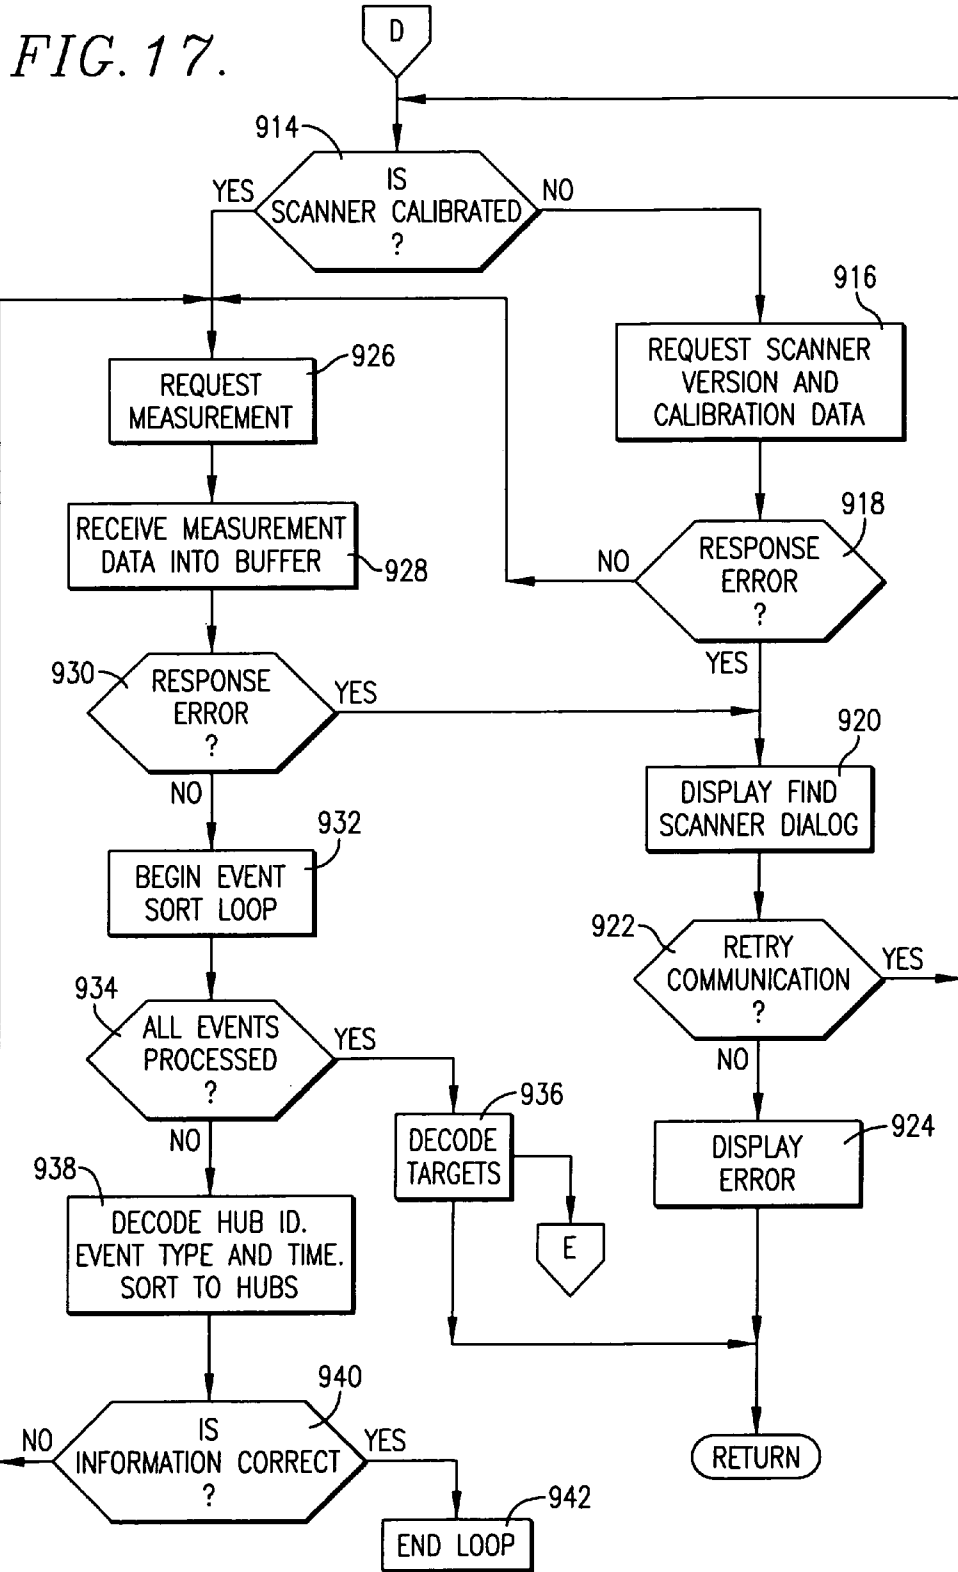 FIG. 17.
D
914
IS
SCANNER CALIBRATED
?
YES
NO
916
REQUEST SCANNER
VERSION AND
CALIBRATION DATA
926
REQUEST
MEASUREMENT
RECEIVE MEASUREMENT
DATA INTO BUFFER
928
918
RESPONSE
ERROR
?
NO
YES
930
RESPONSE
ERROR
?
YES
NO
920
DISPLAY FIND
SCANNER DIALOG
932
BEGIN EVENT
SORT LOOP
922
RETRY
COMMUNICATION
?
YES
NO
934
ALL EVENTS
PROCESSED
?
YES
NO
936
DECODE
TARGETS
E
924
DISPLAY
ERROR
938
DECODE HUB ID.
EVENT TYPE AND TIME.
SORT TO HUBS
940
IS
INFORMATION CORRECT
?
NO
YES
942
END LOOP
RETURN